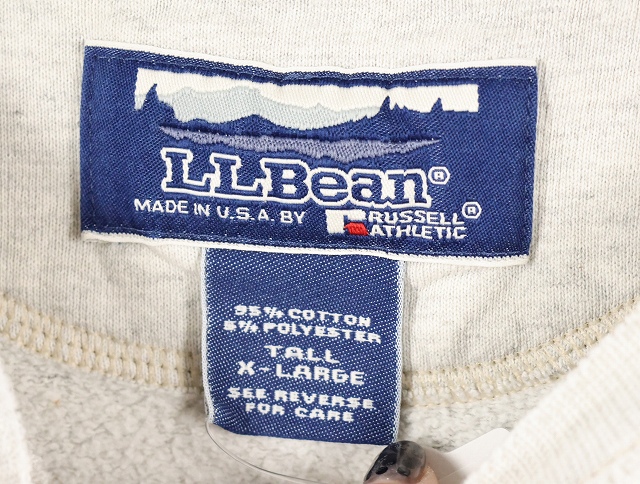 L.L.Bean®
MADE IN U.S.A. BY RUSSELL ATHLETIC®
95% COTTON
5% POLYESTER
TALL
X-LARGE
SEE REVERSE
FOR CARE